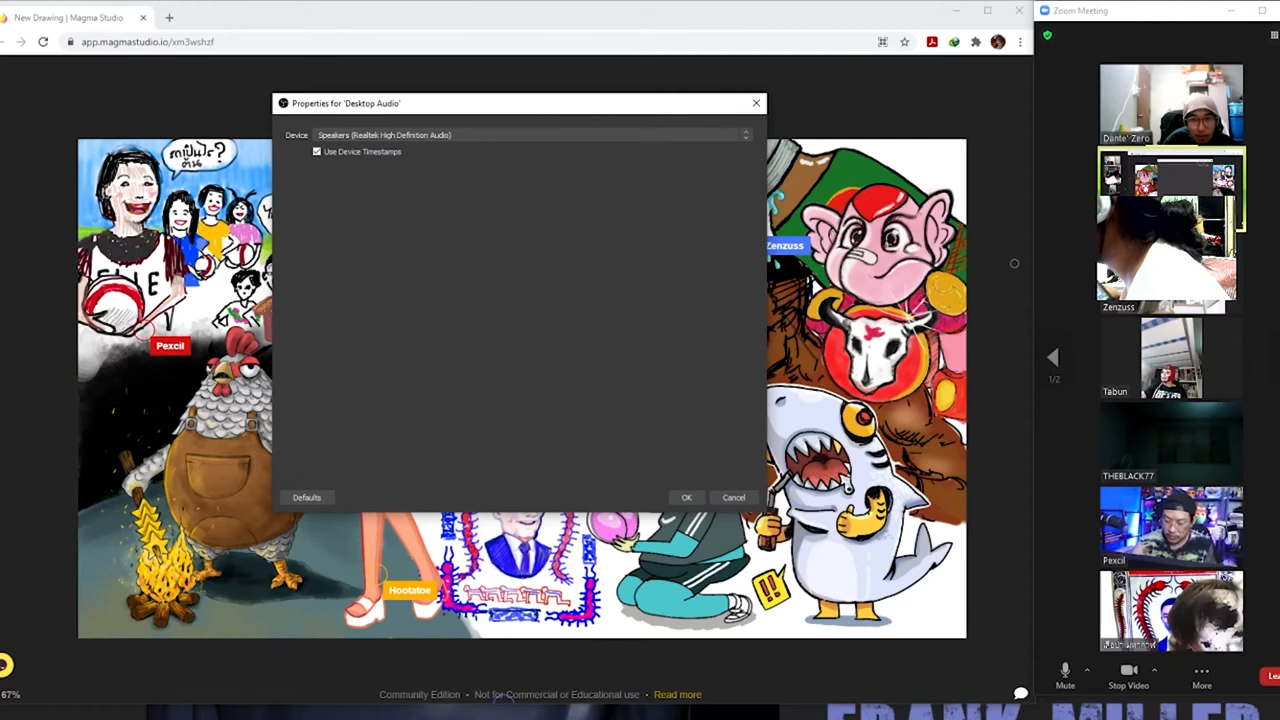 New Drawing | Magma Studio
Zoom Meeting
app.magmastudio.io/xm3wshzf
Properties for 'Desktop Audio'
Device
Speakers (Realtek High Definition Audio)
Use Device Timestamps
Dante' Zero
Zenzuss
Pexcil
Zenzuss
1/2
Tabun
THEBLACK77
Defaults
OK
Cancel
Pexcil
Hootatoe
!!
Mute
Stop Video
More
67%
Community Edition • Not for Commercial or Educational use • Read more
FRANK MILLER